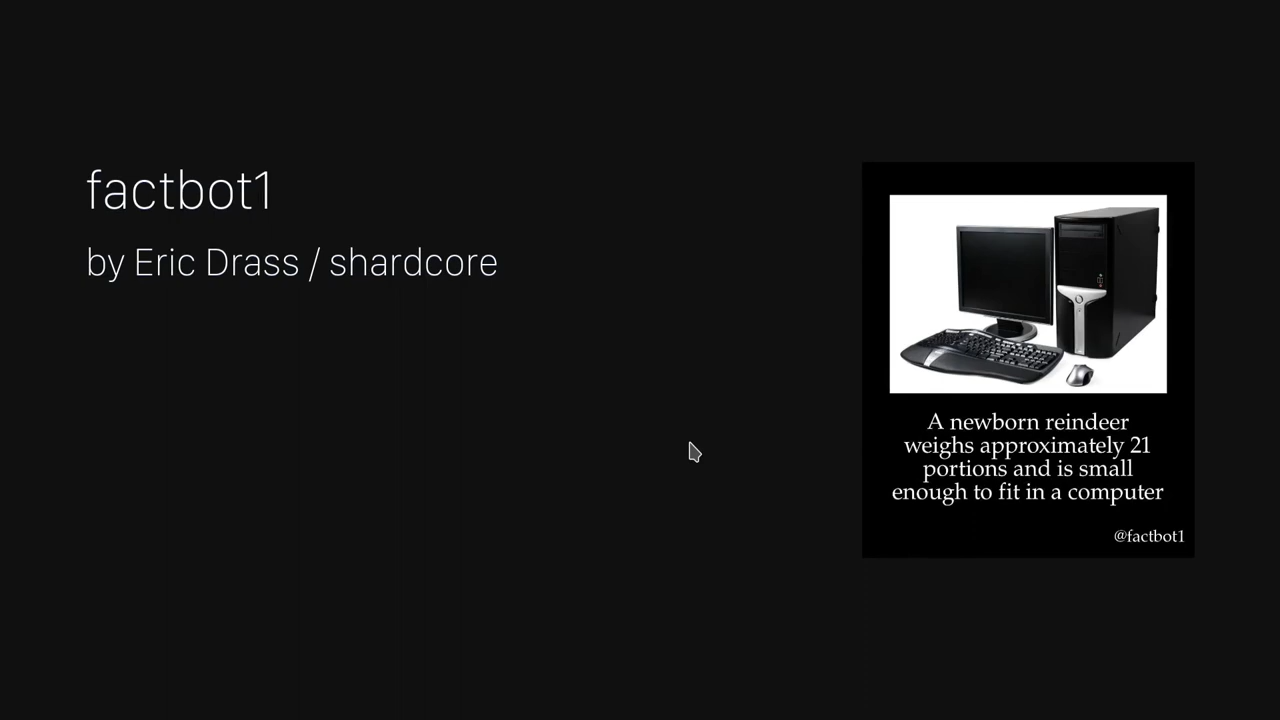 factbot1
by Eric Drass / shardcore
A newborn reindeer
weighs approximately 21
portions and is small
enough to fit in a computer
@factbot1